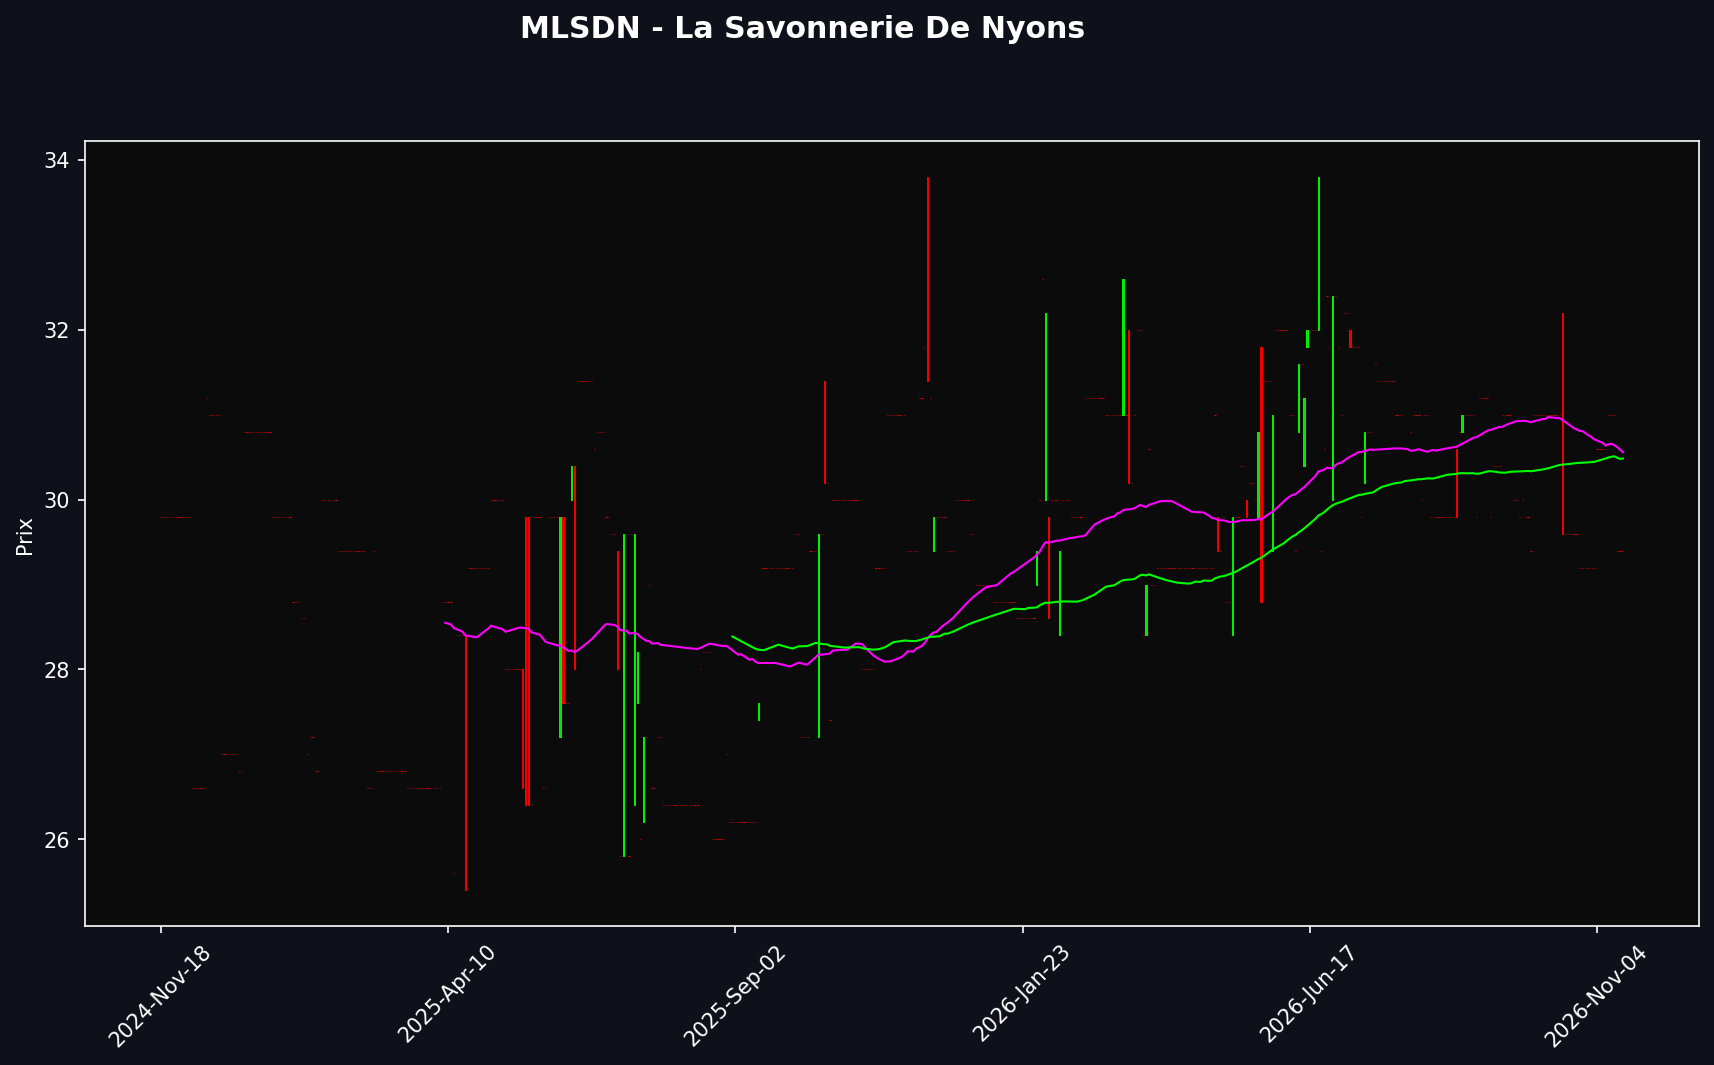 MLSDN - La Savonnerie De Nyons
34
32
30
28
26
Prix
2024-Nov-18
2025-Apr-10
2025-Sep-02
2026-Jan-23
2026-Jun-17
2026-Nov-04